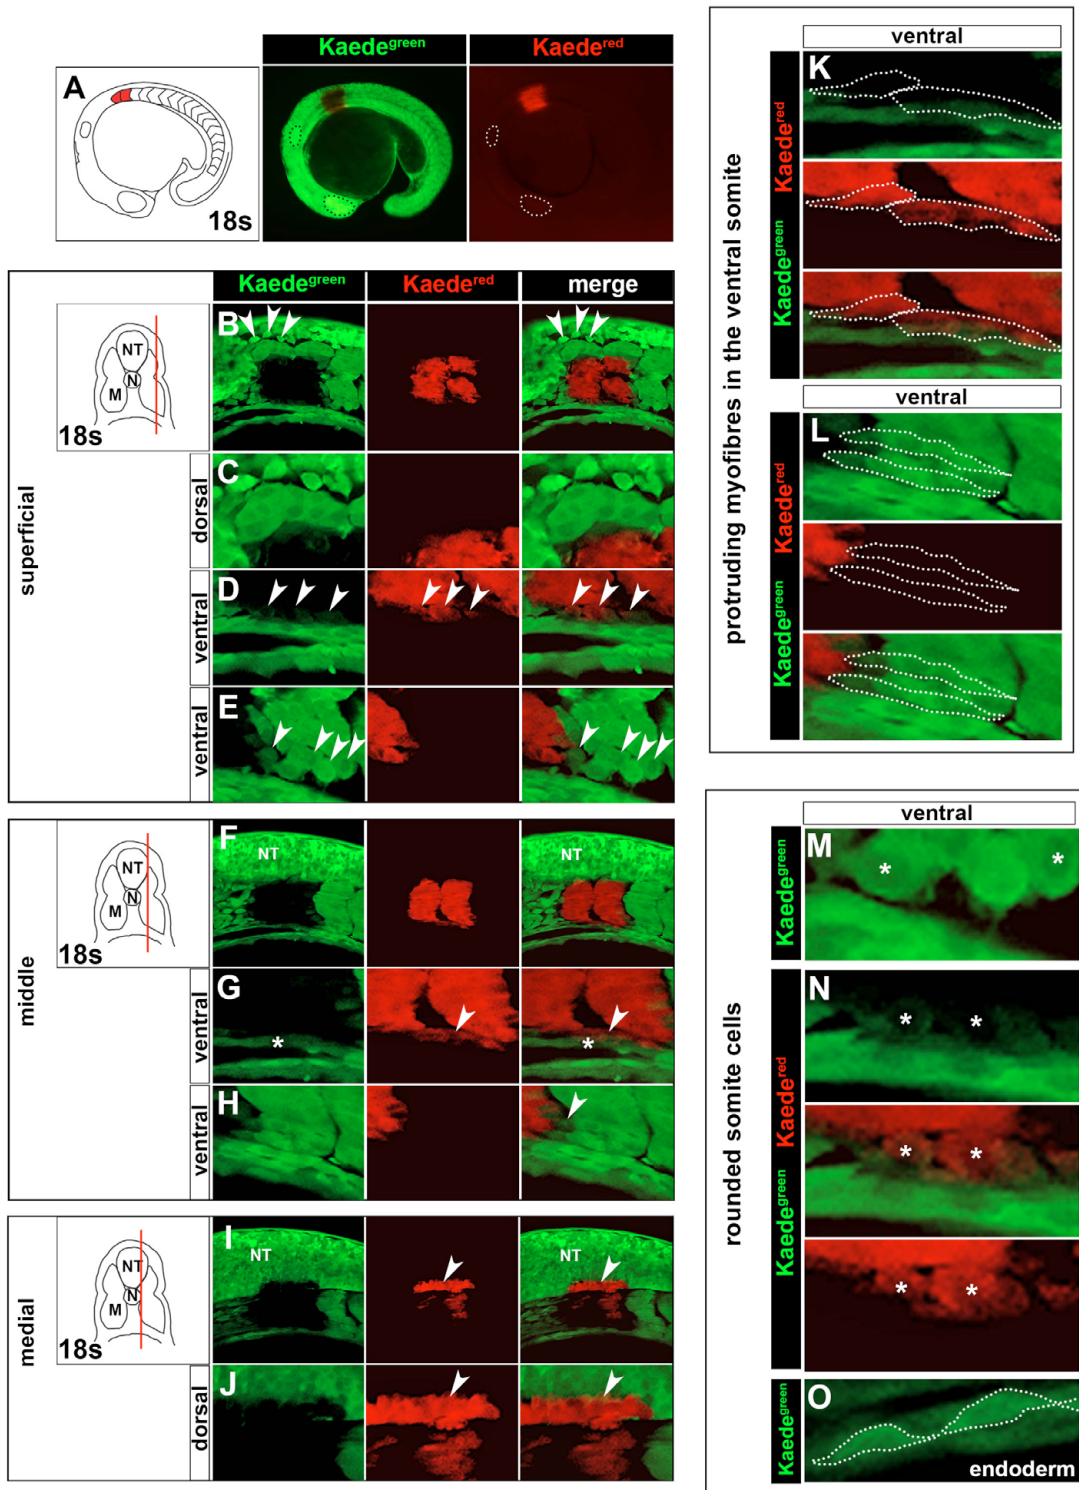 Kaedegreen
Kaedered
A
18s
superficial
Kaedegreen
Kaedered
merge
NT
N
M
18s
B
dorsal
C
ventral
D
ventral
E
middle
NT
N
M
18s
F
NT
NT
ventral
G
*
*
ventral
H
medial
NT
N
M
18s
I
NT
NT
dorsal
J
protruding myofibres in the ventral somite
ventral
Kaedegreen Kaedered
K
ventral
Kaedegreen Kaedered
L
rounded somite cells
ventral
Kaedegreen
M
*
*
Kaedegreen Kaedered
N
*
*
*
*
*
*
Kaedegreen
O
endoderm